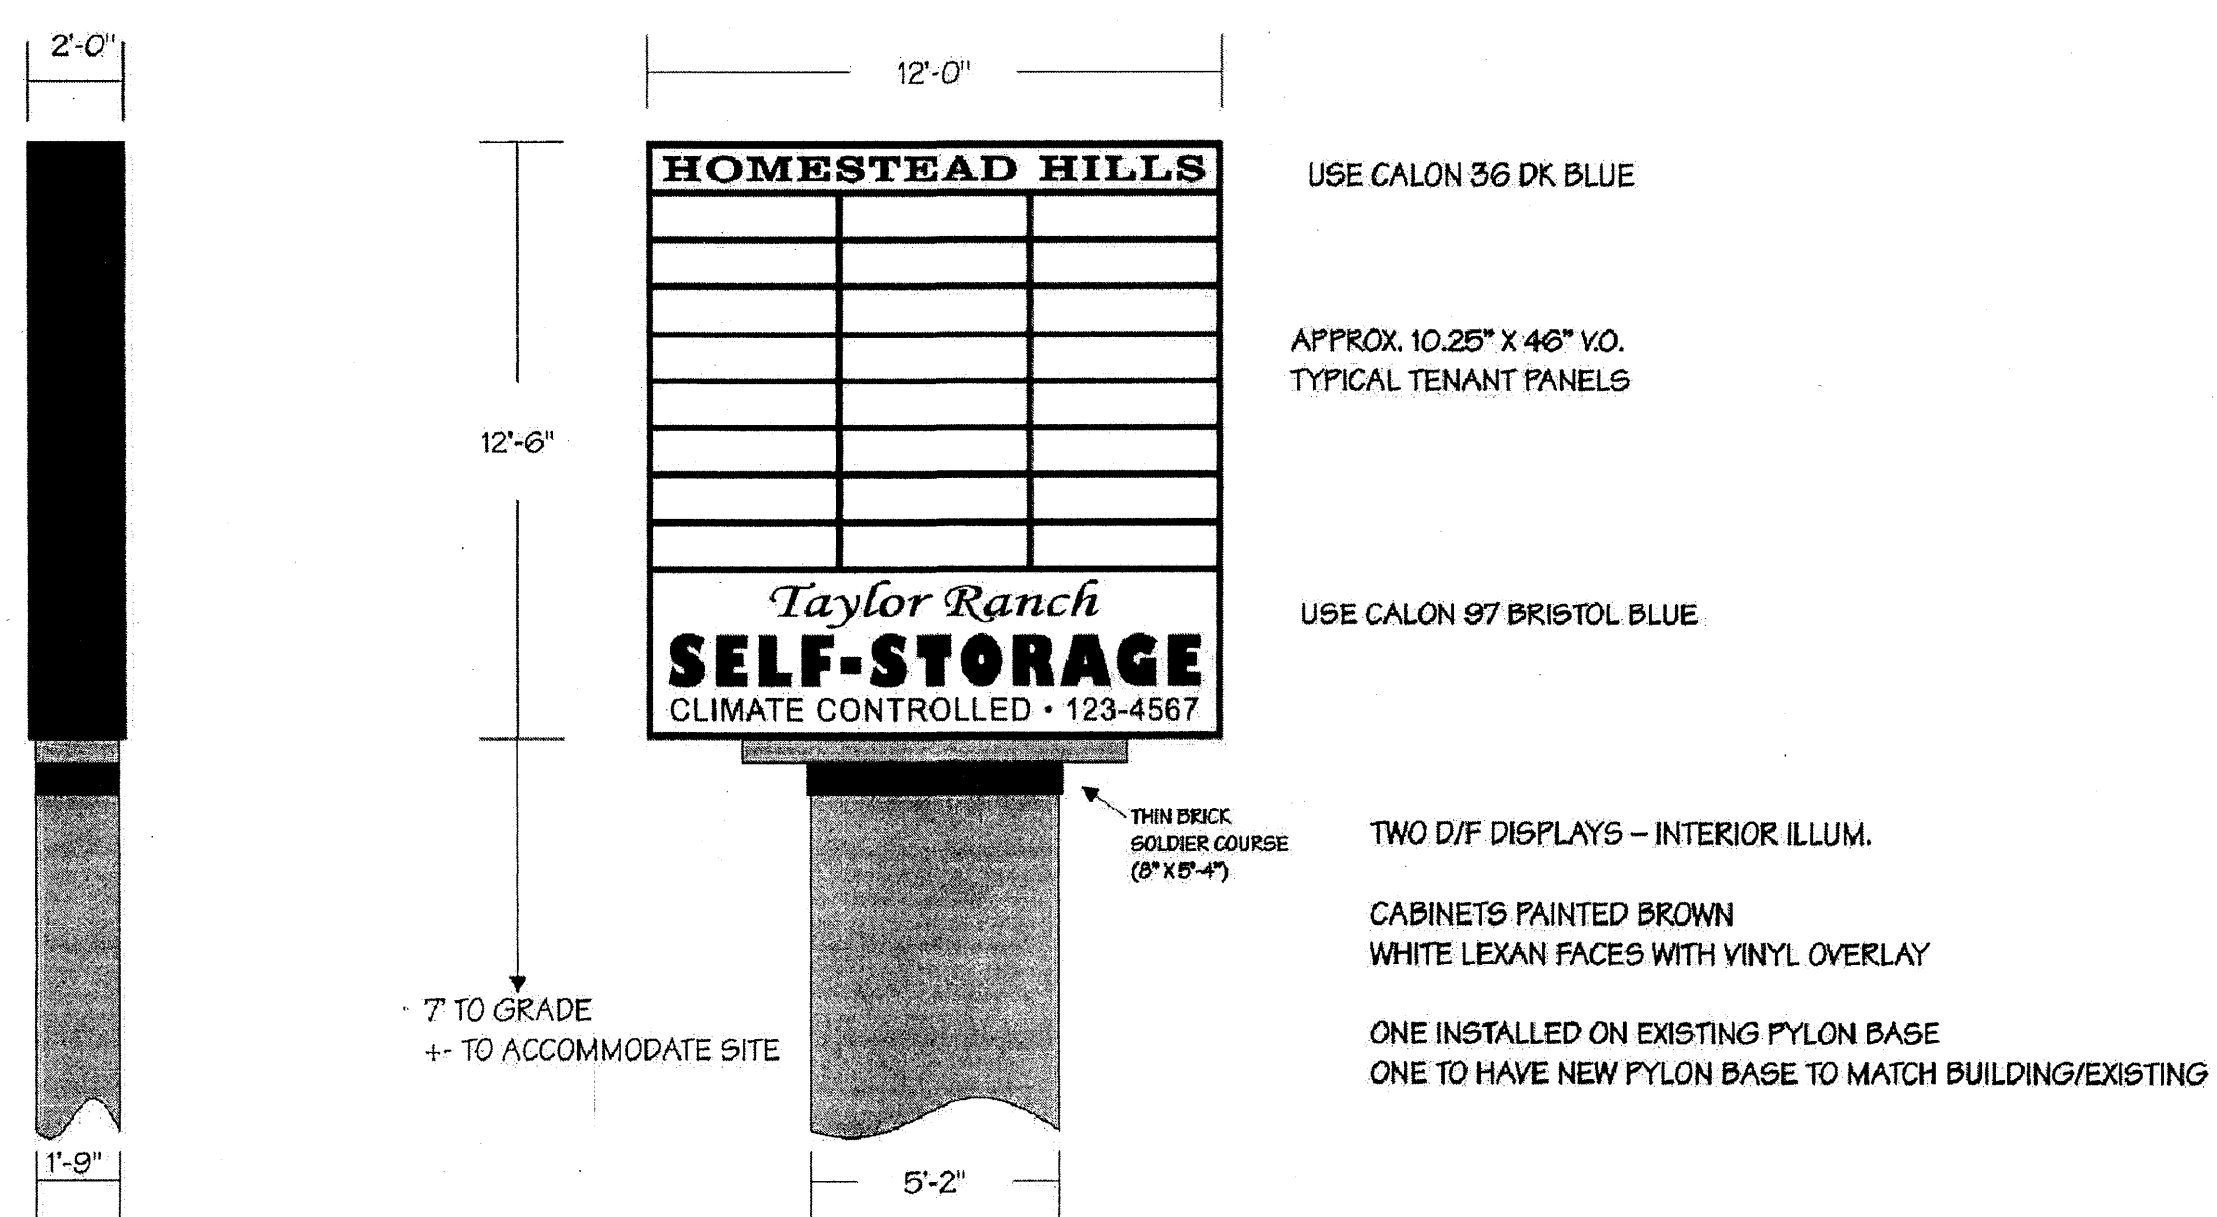 2'-0"
12'-0"
HOMESTEAD HILLS
USE CALON 36 DK BLUE
APPROX. 10.25" X 46" V.O.
TYPICAL TENANT PANELS
12'-6"
Taylor Ranch
SELF-STORAGE
CLIMATE CONTROLLED • 123-4567
USE CALON 97 BRISTOL BLUE
THIN BRICK
SOLDIER COURSE
(8" X 5'-4")
TWO D/F DISPLAYS – INTERIOR ILLUM.
CABINETS PAINTED BROWN
WHITE LEXAN FACES WITH VINYL OVERLAY
7' TO GRADE
+- TO ACCOMMODATE SITE
ONE INSTALLED ON EXISTING PYLON BASE
ONE TO HAVE NEW PYLON BASE TO MATCH BUILDING/EXISTING
1'-9"
5'-2"